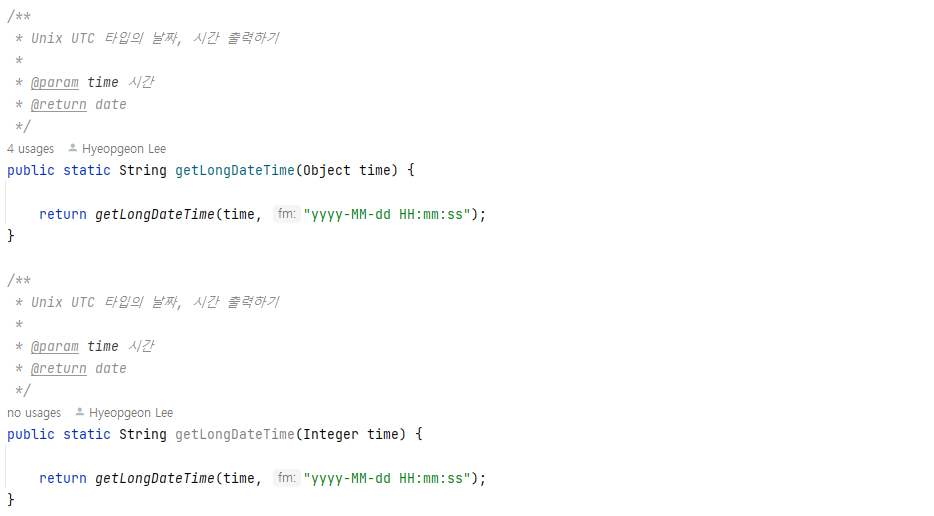 /**
 * Unix UTC 타입의 날짜, 시간 출력하기
 *
 * @param time 시간
 * @return date
 */
4 usages Hyeopgeon Lee
public static String getLongDateTime(Object time) {
    return getLongDateTime(time, fm: "yyyy-MM-dd HH:mm:ss");
}
/**
 * Unix UTC 타입의 날짜, 시간 출력하기
 *
 * @param time 시간
 * @return date
 */
no usages Hyeopgeon Lee
public static String getLongDateTime(Integer time) {
    return getLongDateTime(time, fm: "yyyy-MM-dd HH:mm:ss");
}